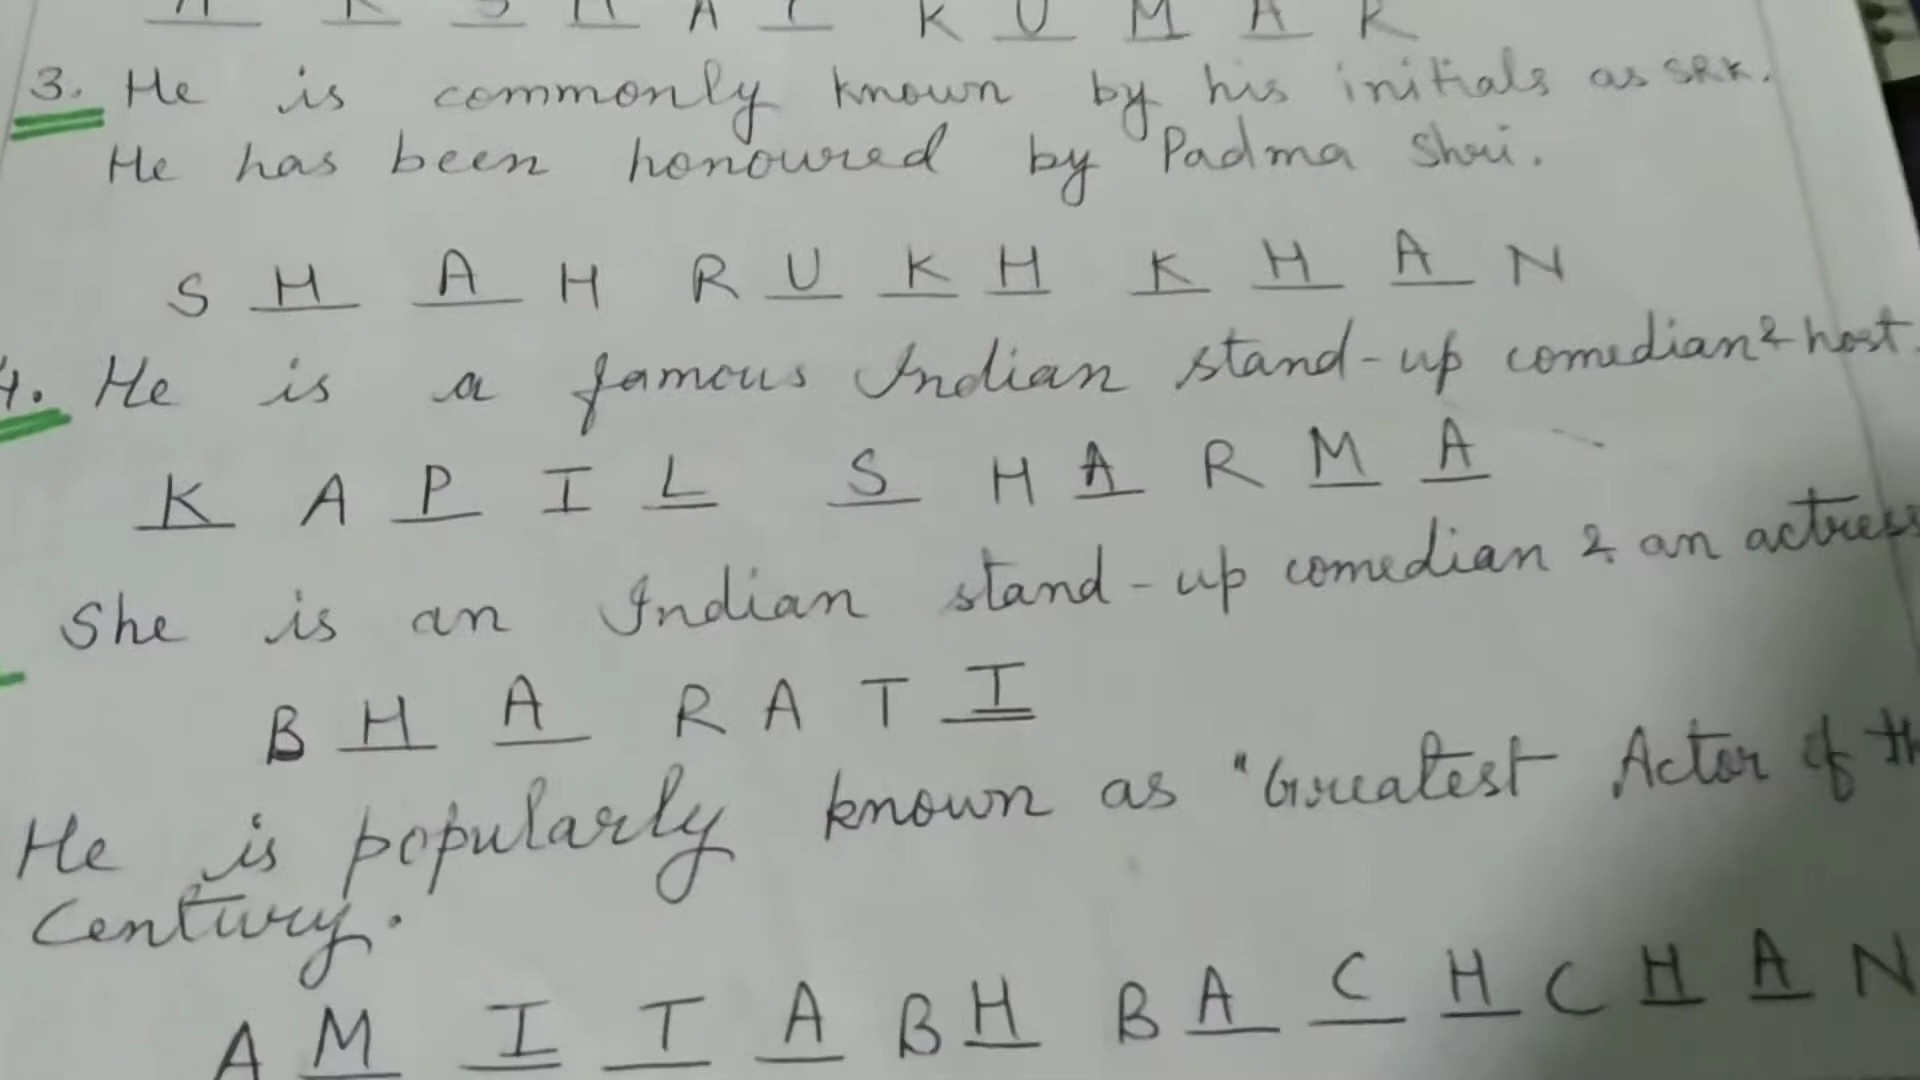 A K S H A Y K U M A R
3. He is commonly known by his initials as SRK.
He has been honoured by Padma Shri.
S H A H R U K H K H A N
4. He is a famous Indian stand-up comedian & host.
K A P I L S H A R M A
She is an Indian stand-up comedian & an actress
B H A R A T I
He is popularly known as "Greatest Actor of th
Century.
A M I T A B H B A C H C H A N